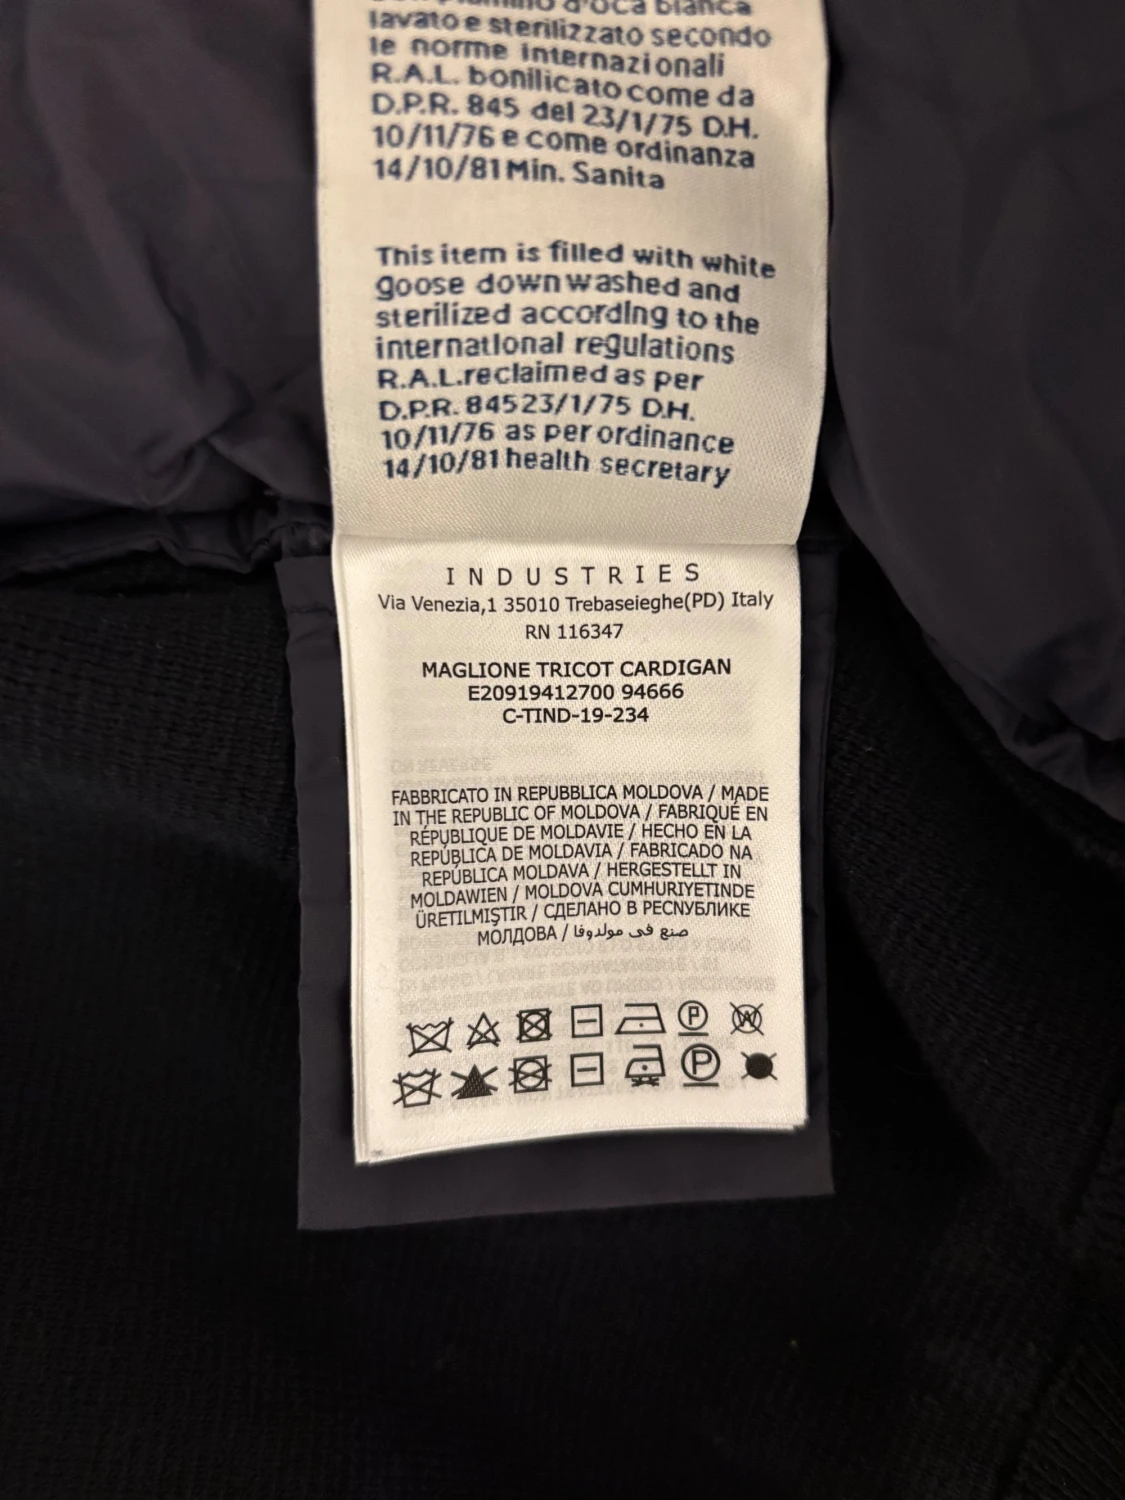 d'oca bianca
lavato e sterilizzato secondo
le norme internazionali
R.A.L. bonilicato come da
D.P.R. 845 del 23/1/75 D.H.
10/11/76 e come ordinanza
14/10/81 Min. Sanita
This item is filled with white
goose down washed and
sterilized according to the
international regulations
R.A.L.reclaimed as per
D.P.R. 84523/1/75 D.H.
10/11/76 as per ordinance
14/10/81 health secretary
INDUSTRIES
Via Venezia,1 35010 Trebaseieghe(PD) Italy
RN 116347
MAGLIONE TRICOT CARDIGAN
E20919412700 94666
C-TIND-19-234
FABBRICATO IN REPUBBLICA MOLDOVA / MADE
IN THE REPUBLIC OF MOLDOVA / FABRIQUÉ EN
RÉPUBLIQUE DE MOLDAVIE / HECHO EN LA
REPÚBLICA DE MOLDAVIA / FABRICADO NA
REPÚBLICA MOLDAVA / HERGESTELLT IN
MOLDAWIEN / MOLDOVA CUMHURIYETINDE
ÜRETILMIŞTIR / СДЕЛАНО В РЕСПУБЛИКЕ
МОЛДОВА / صنع في مولدوفا
P W
P